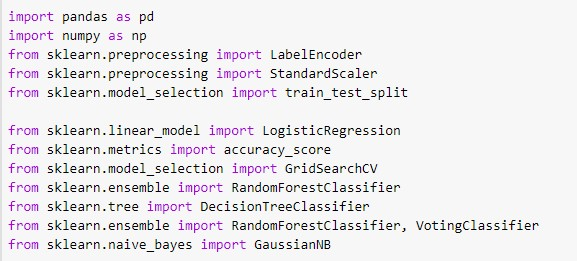 import pandas as pd
import numpy as np
from sklearn.preprocessing import LabelEncoder
from sklearn.preprocessing import StandardScaler
from sklearn.model_selection import train_test_split
from sklearn.linear_model import LogisticRegression
from sklearn.metrics import accuracy_score
from sklearn.model_selection import GridSearchCV
from sklearn.ensemble import RandomForestClassifier
from sklearn.tree import DecisionTreeClassifier
from sklearn.ensemble import RandomForestClassifier, VotingClassifier
from sklearn.naive_bayes import GaussianNB